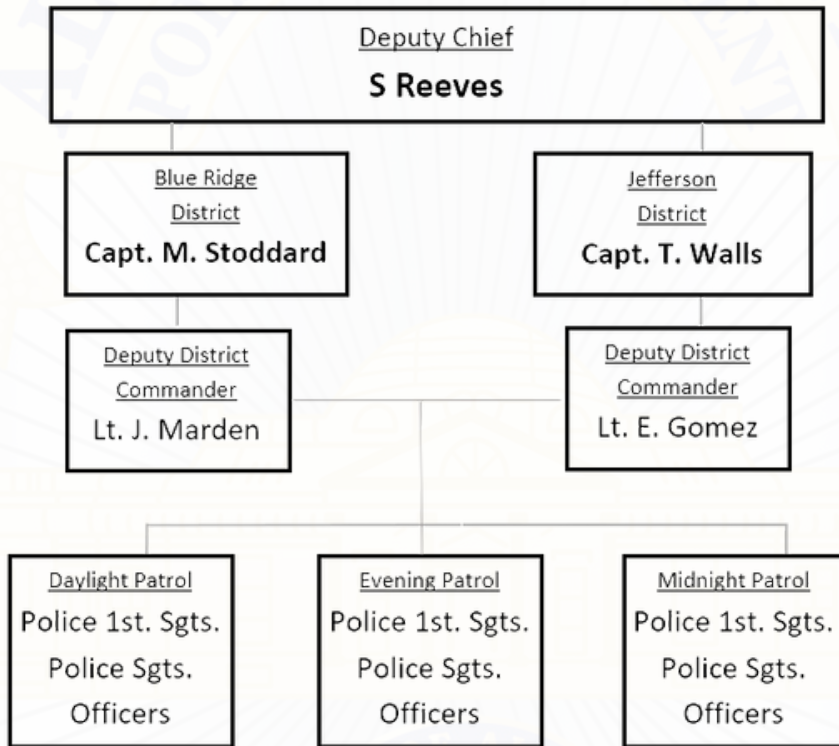 Deputy Chief
S Reeves
Blue Ridge
District
Capt. M. Stoddard
Jefferson
District
Capt. T. Walls
Deputy District
Commander
Lt. J. Marden
Deputy District
Commander
Lt. E. Gomez
Daylight Patrol
Police 1st. Sgts.
Police Sgts.
Officers
Evening Patrol
Police 1st. Sgts.
Police Sgts.
Officers
Midnight Patrol
Police 1st. Sgts.
Police Sgts.
Officers